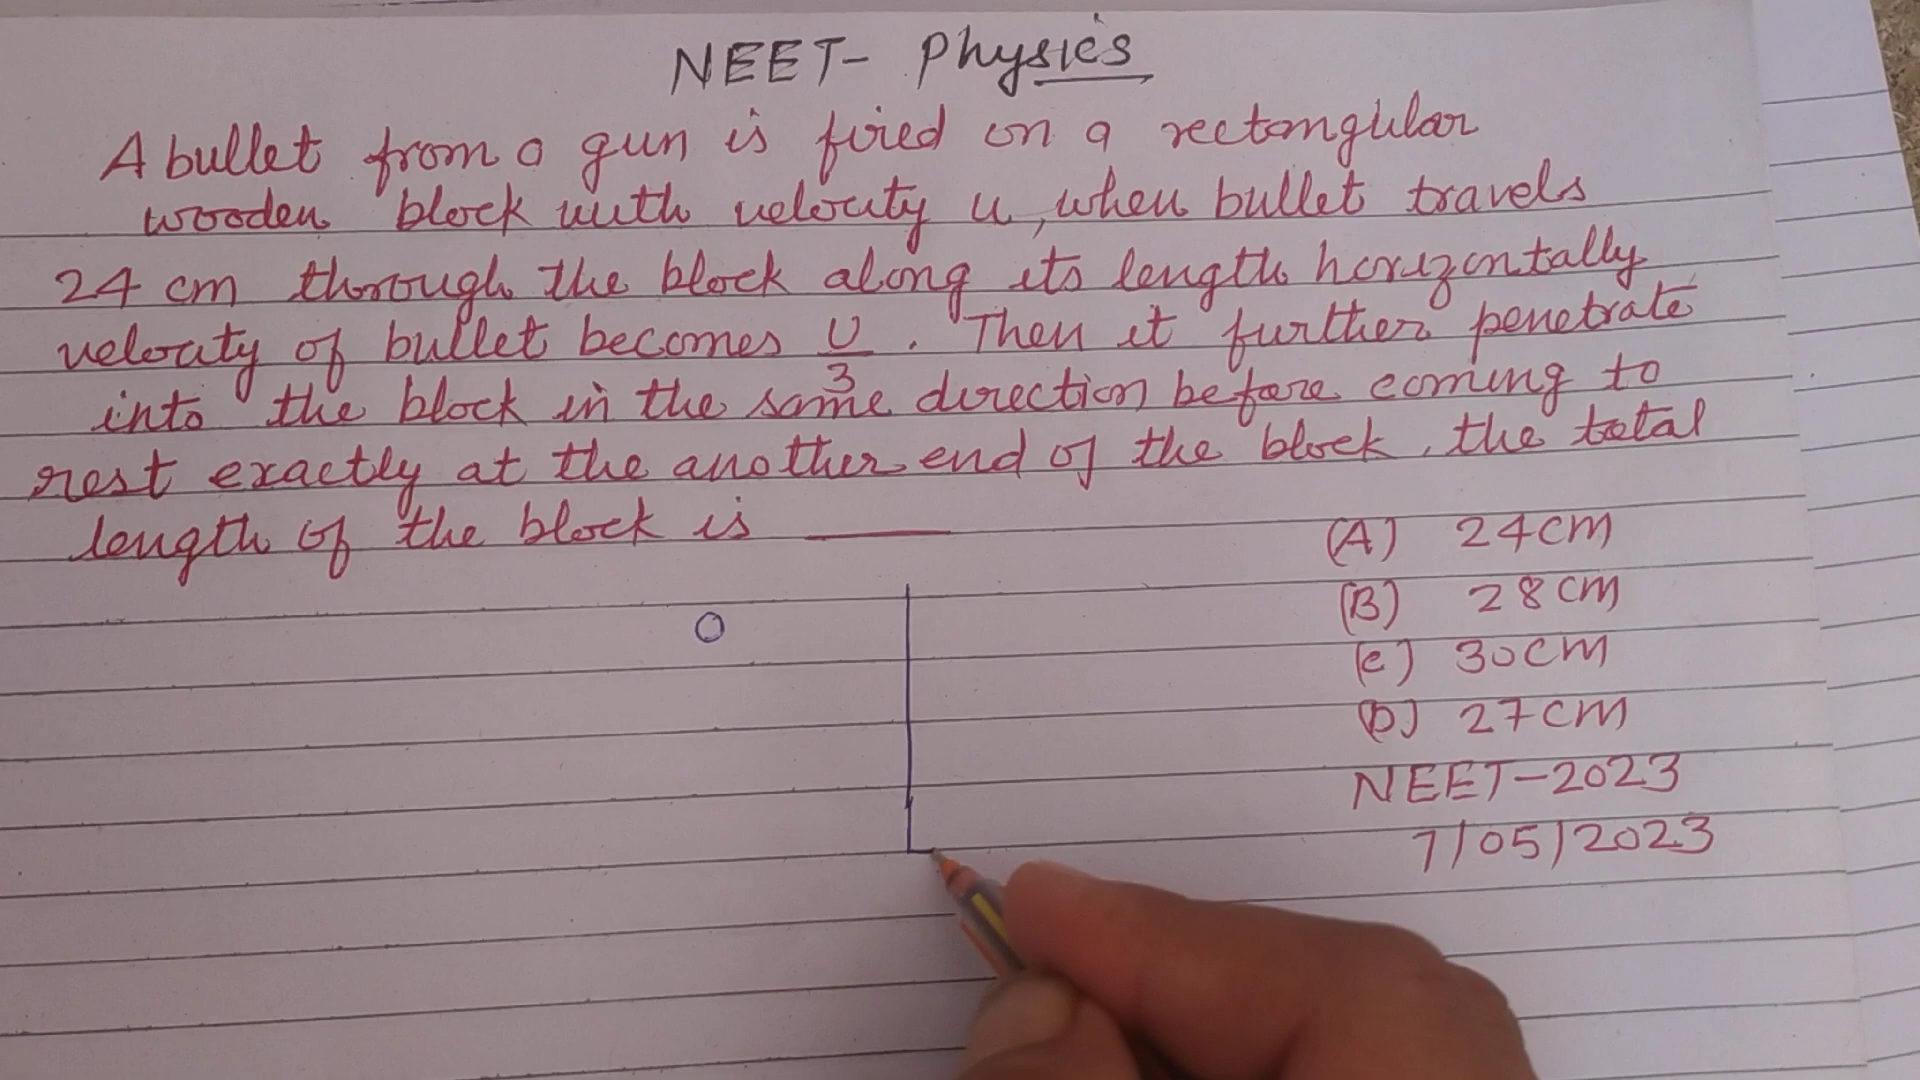 NEET- Physics
A bullet from a gun is fired on a rectangular
wooden block with velocity u, when bullet travels
24 cm through the block along its length horizontally
velocity of bullet becomes U/3. Then it further penetrate
into the block in the same direction before coming to
rest exactly at the another end of the block, the total
length of the block is ____
(A) 24cm
(B) 28cm
(C) 30cm
(D) 27cm
NEET-2023
7/05/2023